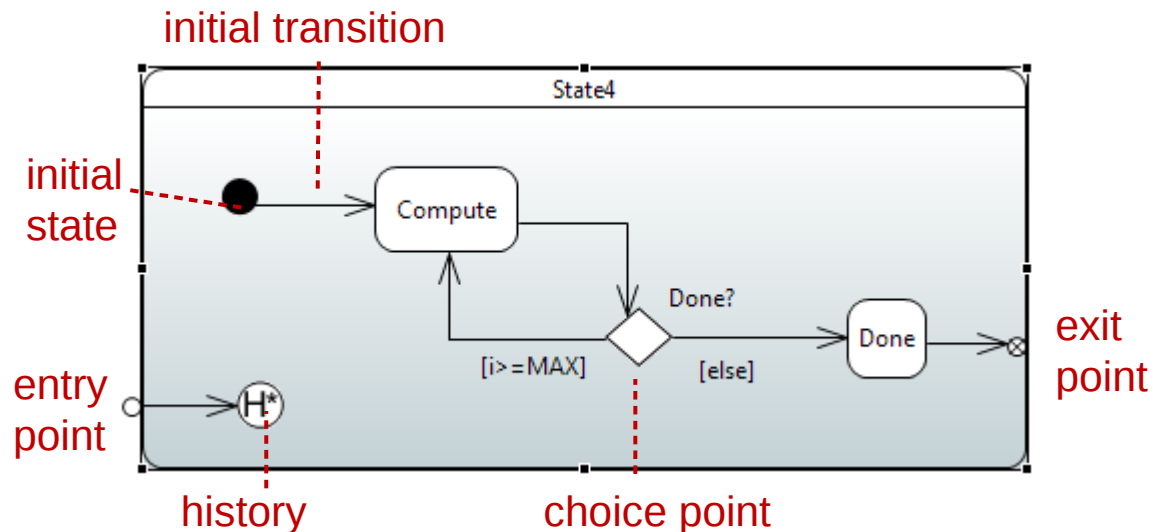 initial transition
State4
initial
state
Compute
Done?
[i>=MAX]
[else]
Done
exit
point
entry
point
H*
history
choice point